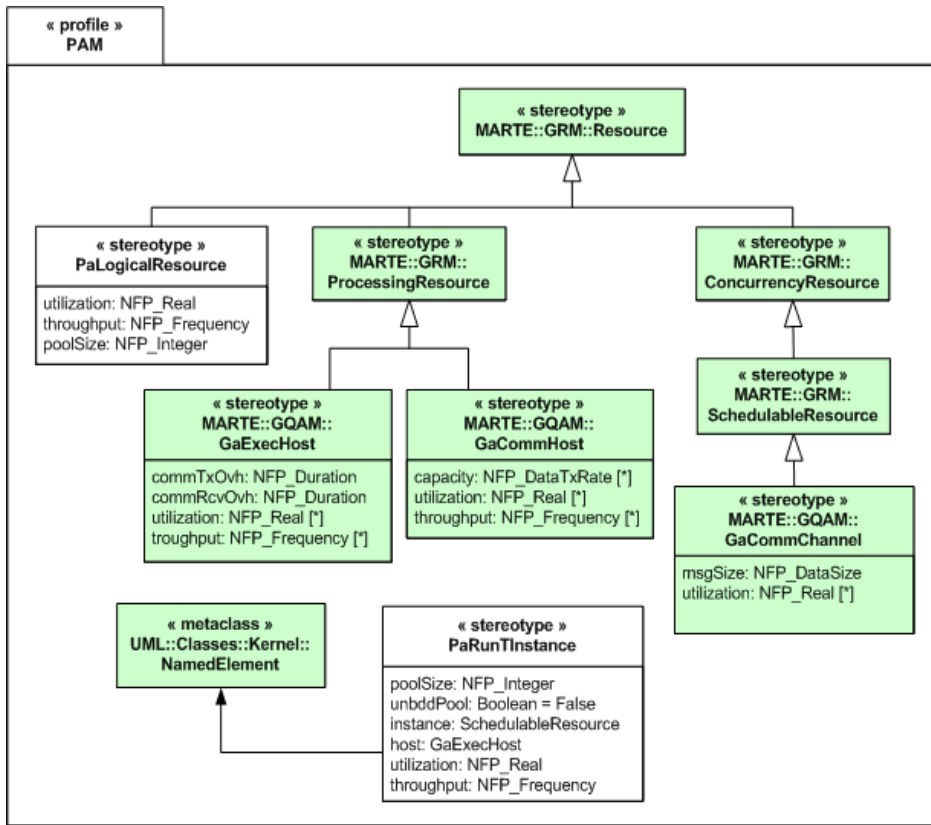 « profile »
PAM
« stereotype »
MARTE::GRM::Resource
« stereotype »
PaLogicalResource
utilization: NFP_Real
throughput: NFP_Frequency
poolSize: NFP_Integer
« stereotype »
MARTE::GRM::
ProcessingResource
« stereotype »
MARTE::GRM::
ConcurrencyResource
« stereotype »
MARTE::GRM::
SchedulableResource
« stereotype »
MARTE::GQAM::
GaExecHost
commTxOvh: NFP_Duration
commRcvOvh: NFP_Duration
utilization: NFP_Real [*]
troughput: NFP_Frequency [*]
« stereotype »
MARTE::GQAM::
GaCommHost
capacity: NFP_DataTxRate [*]
utilization: NFP_Real [*]
throughput: NFP_Frequency [*]
« stereotype »
MARTE::GQAM::
GaCommChannel
msgSize: NFP_DataSize
utilization: NFP_Real [*]
« metaclass »
UML::Classes::Kernel::
NamedElement
« stereotype »
PaRunTInstance
poolSize: NFP_Integer
unbddPool: Boolean = False
instance: SchedulableResource
host: GaExecHost
utilization: NFP_Real
throughput: NFP_Frequency